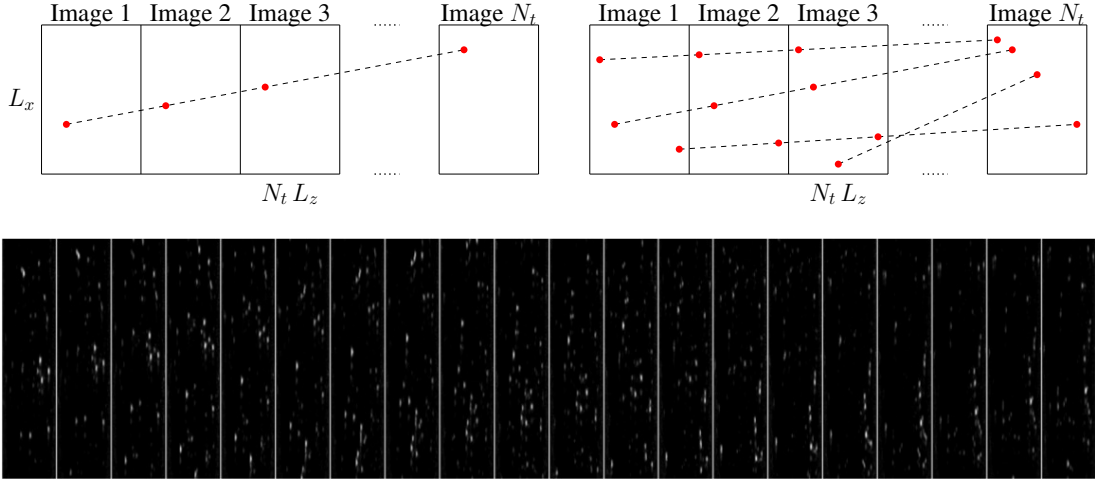 Image 1 Image 2 Image 3 ...... Image N_t
L_x
N_t L_z ......
Image 1 Image 2 Image 3 ...... Image N_t
N_t L_z ......